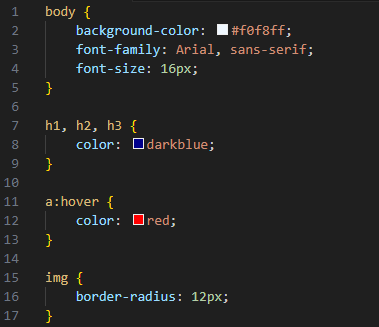 1 body {
2     background-color: #f0f8ff;
3     font-family: Arial, sans-serif;
4     font-size: 16px;
5 }
6
7 h1, h2, h3 {
8     color: darkblue;
9 }
10
11 a:hover {
12     color: red;
13 }
14
15 img {
16     border-radius: 12px;
17 }